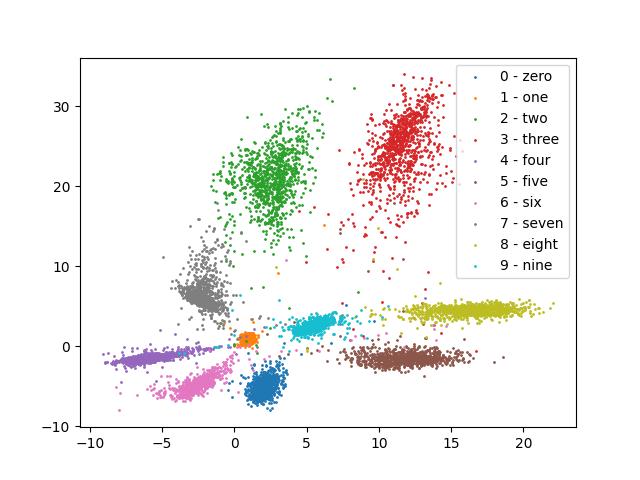 30
20
10
0
−10
−10
−5
0
5
10
15
20
0 - zero
1 - one
2 - two
3 - three
4 - four
5 - five
6 - six
7 - seven
8 - eight
9 - nine